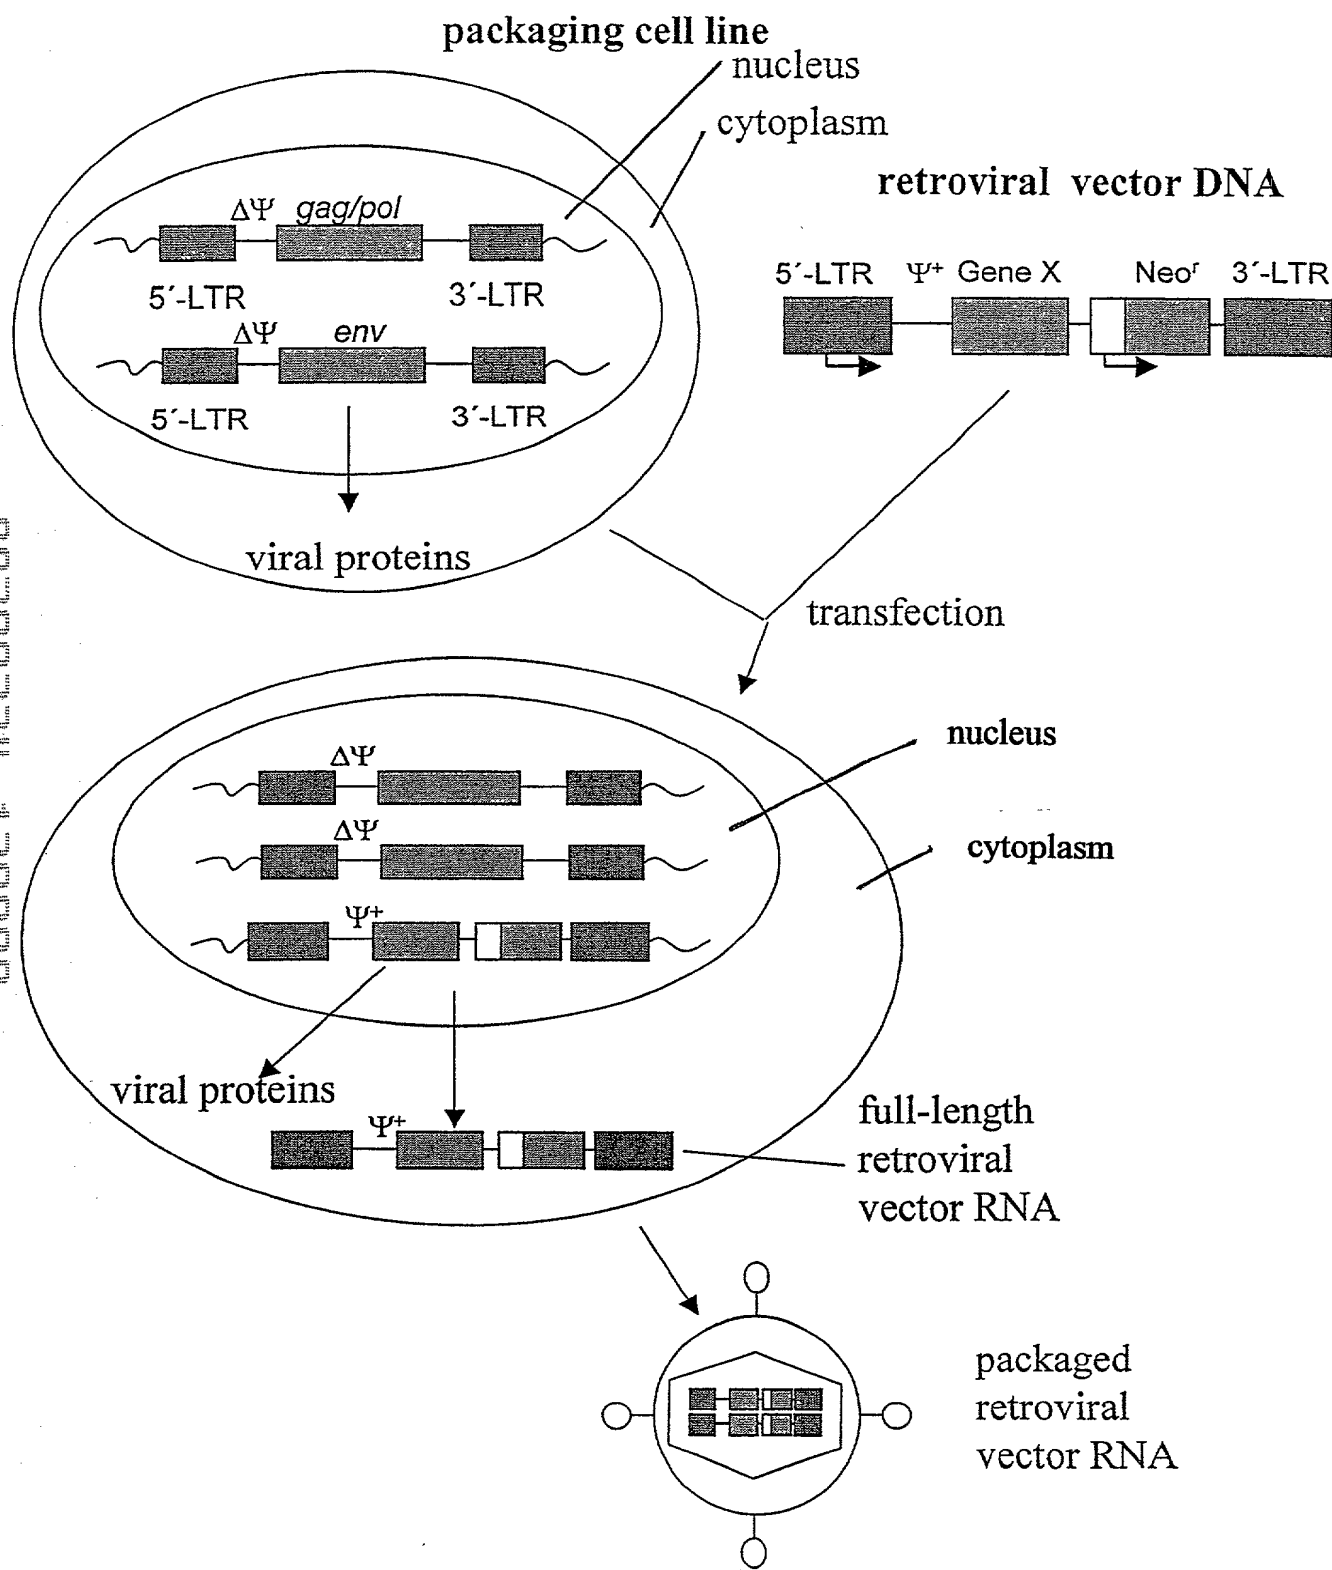 packaging cell line
nucleus
cytoplasm
retroviral vector DNA
ΔΨ gag/pol
5´-LTR 3´-LTR
ΔΨ env
5´-LTR 3´-LTR
viral proteins
5´-LTR Ψ⁺ Gene X Neoʳ 3´-LTR
transfection
nucleus
cytoplasm
ΔΨ
ΔΨ
Ψ⁺
viral proteins
Ψ⁺
full-length
retroviral
vector RNA
packaged
retroviral
vector RNA